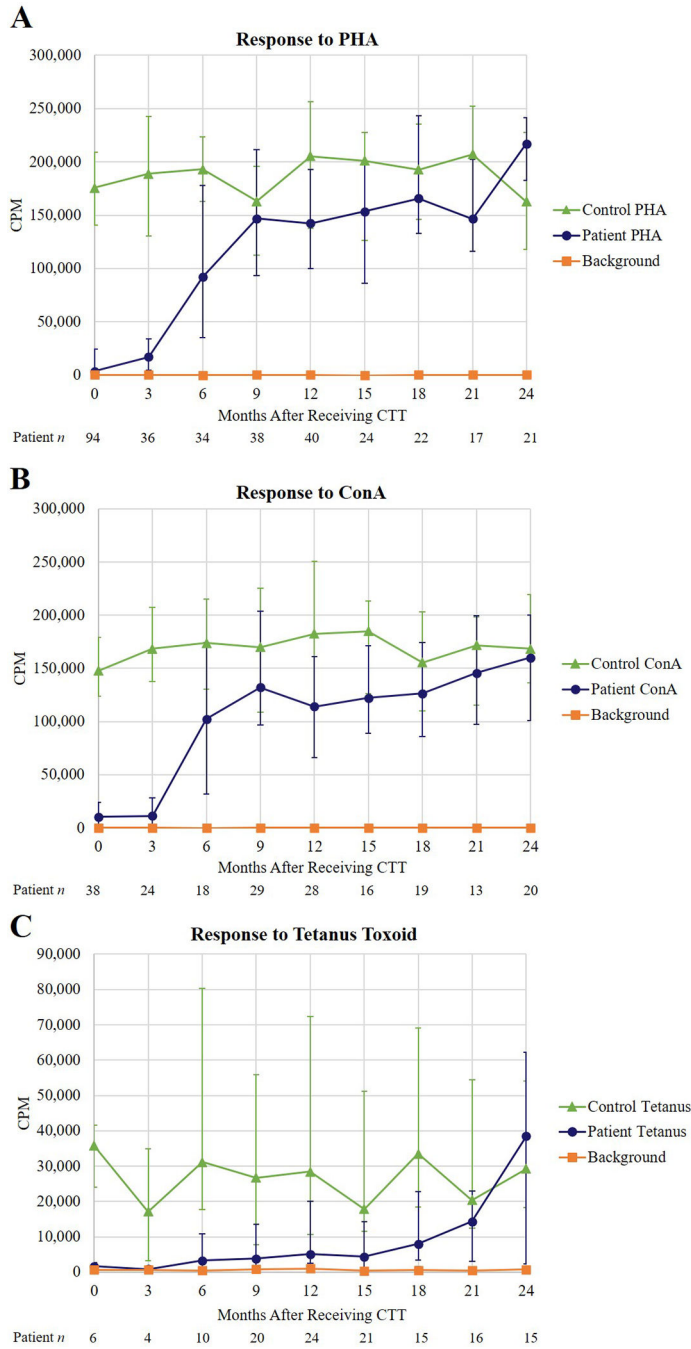 A
Response to PHA
300,000
250,000
200,000
150,000
100,000
50,000
0
CPM
Control PHA
Patient PHA
Background
0 3 6 9 12 15 18 21 24
Months After Receiving CTT
Patient n 94 36 34 38 40 24 22 17 21
B
Response to ConA
300,000
250,000
200,000
150,000
100,000
50,000
0
CPM
Control ConA
Patient ConA
Background
0 3 6 9 12 15 18 21 24
Months After Receiving CTT
Patient n 38 24 18 29 28 16 19 13 20
C
Response to Tetanus Toxoid
90,000
80,000
70,000
60,000
50,000
40,000
30,000
20,000
10,000
0
CPM
Control Tetanus
Patient Tetanus
Background
0 3 6 9 12 15 18 21 24
Months After Receiving CTT
Patient n 6 4 10 20 24 21 15 16 15